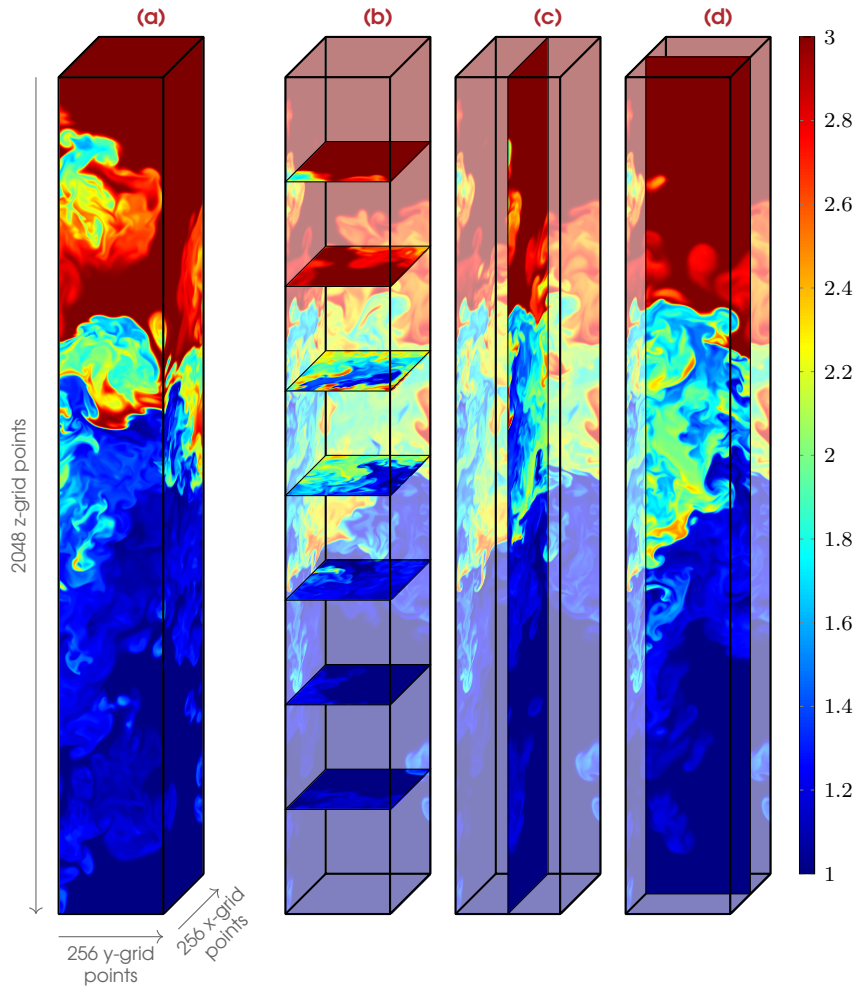 (a)
(b)
(c)
(d)
3
2.8
2.6
2.4
2.2
2
1.8
1.6
1.4
1.2
1
2048 z-grid points
256 y-grid
points
256 x-grid
points